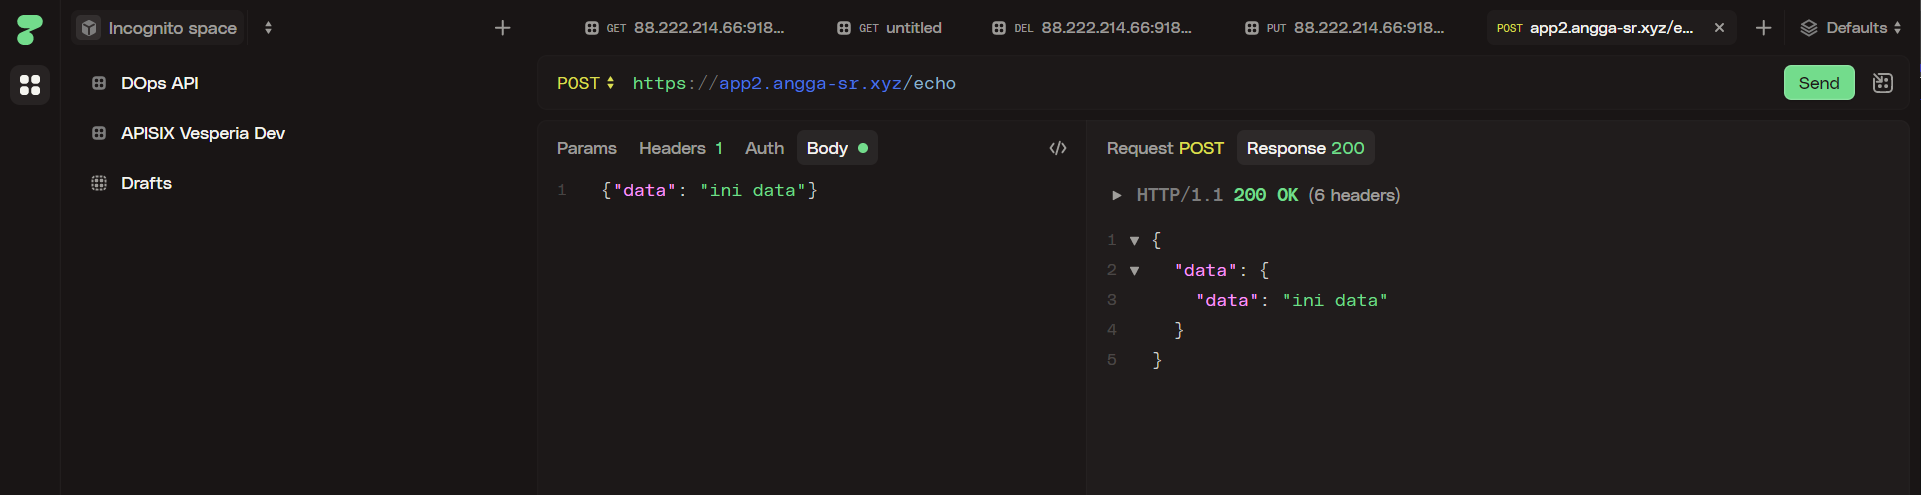 Incognito space
GET 88.222.214.66:918...
GET untitled
DEL 88.222.214.66:918...
PUT 88.222.214.66:918...
POST app2.angga-sr.xyz/e...
Defaults
DOps API
APISIX Vesperia Dev
Drafts
POST https://app2.angga-sr.xyz/echo
Send
Params Headers 1 Auth Body
1 {"data": "ini data"}
Request POST Response 200
HTTP/1.1 200 OK (6 headers)
1 {
2 "data": {
3 "data": "ini data"
4 }
5 }